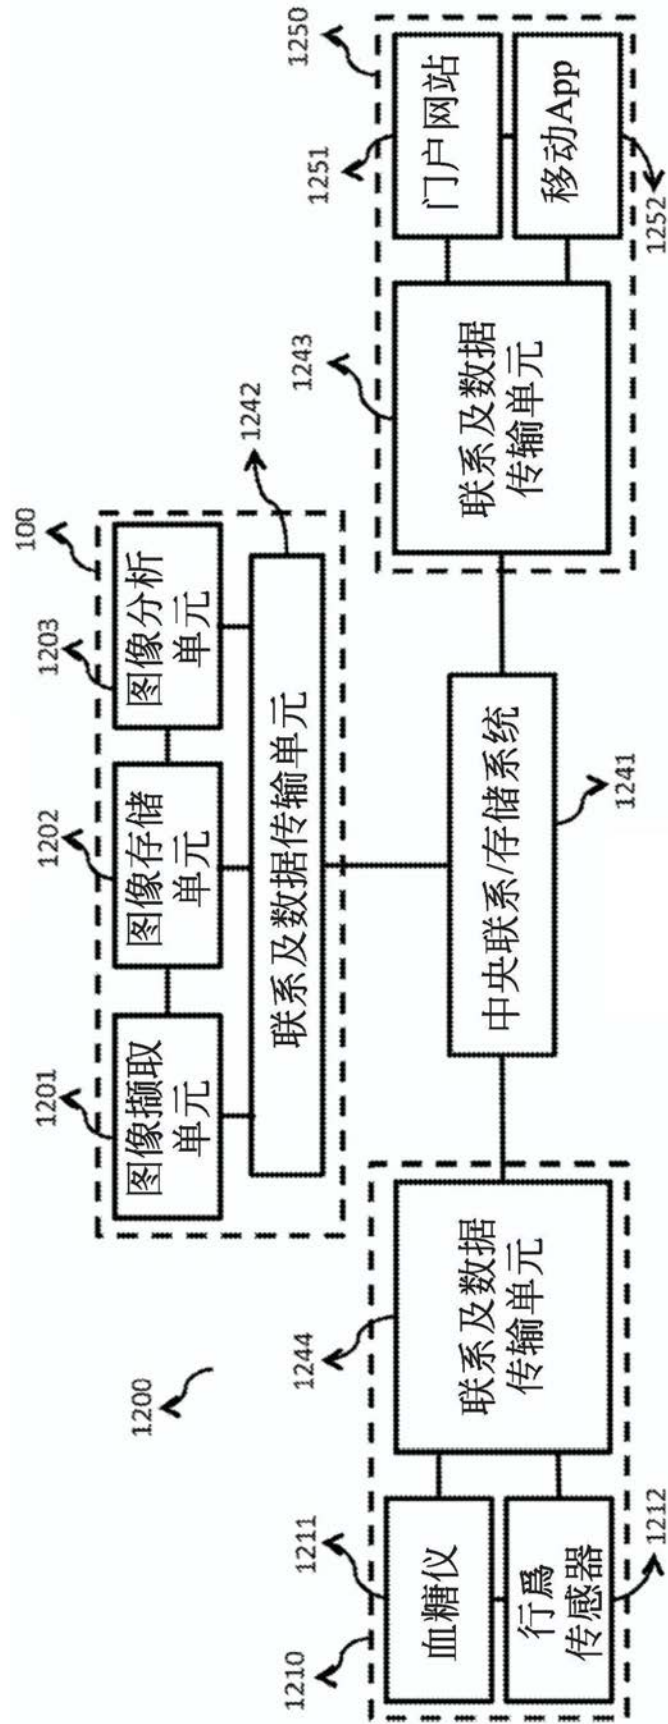 1200
100
1201
图像撷取
单元
1202
图像存储
单元
1203
图像分析
单元
1242
联系及数据传输单元
1210
1211
血糖仪
1212
行爲
传感器
1244
联系及数据
传输单元
1241
中央联系/存储系统
1243
联系及数据
传输单元
1250
1251
门户网站
1252
移动App